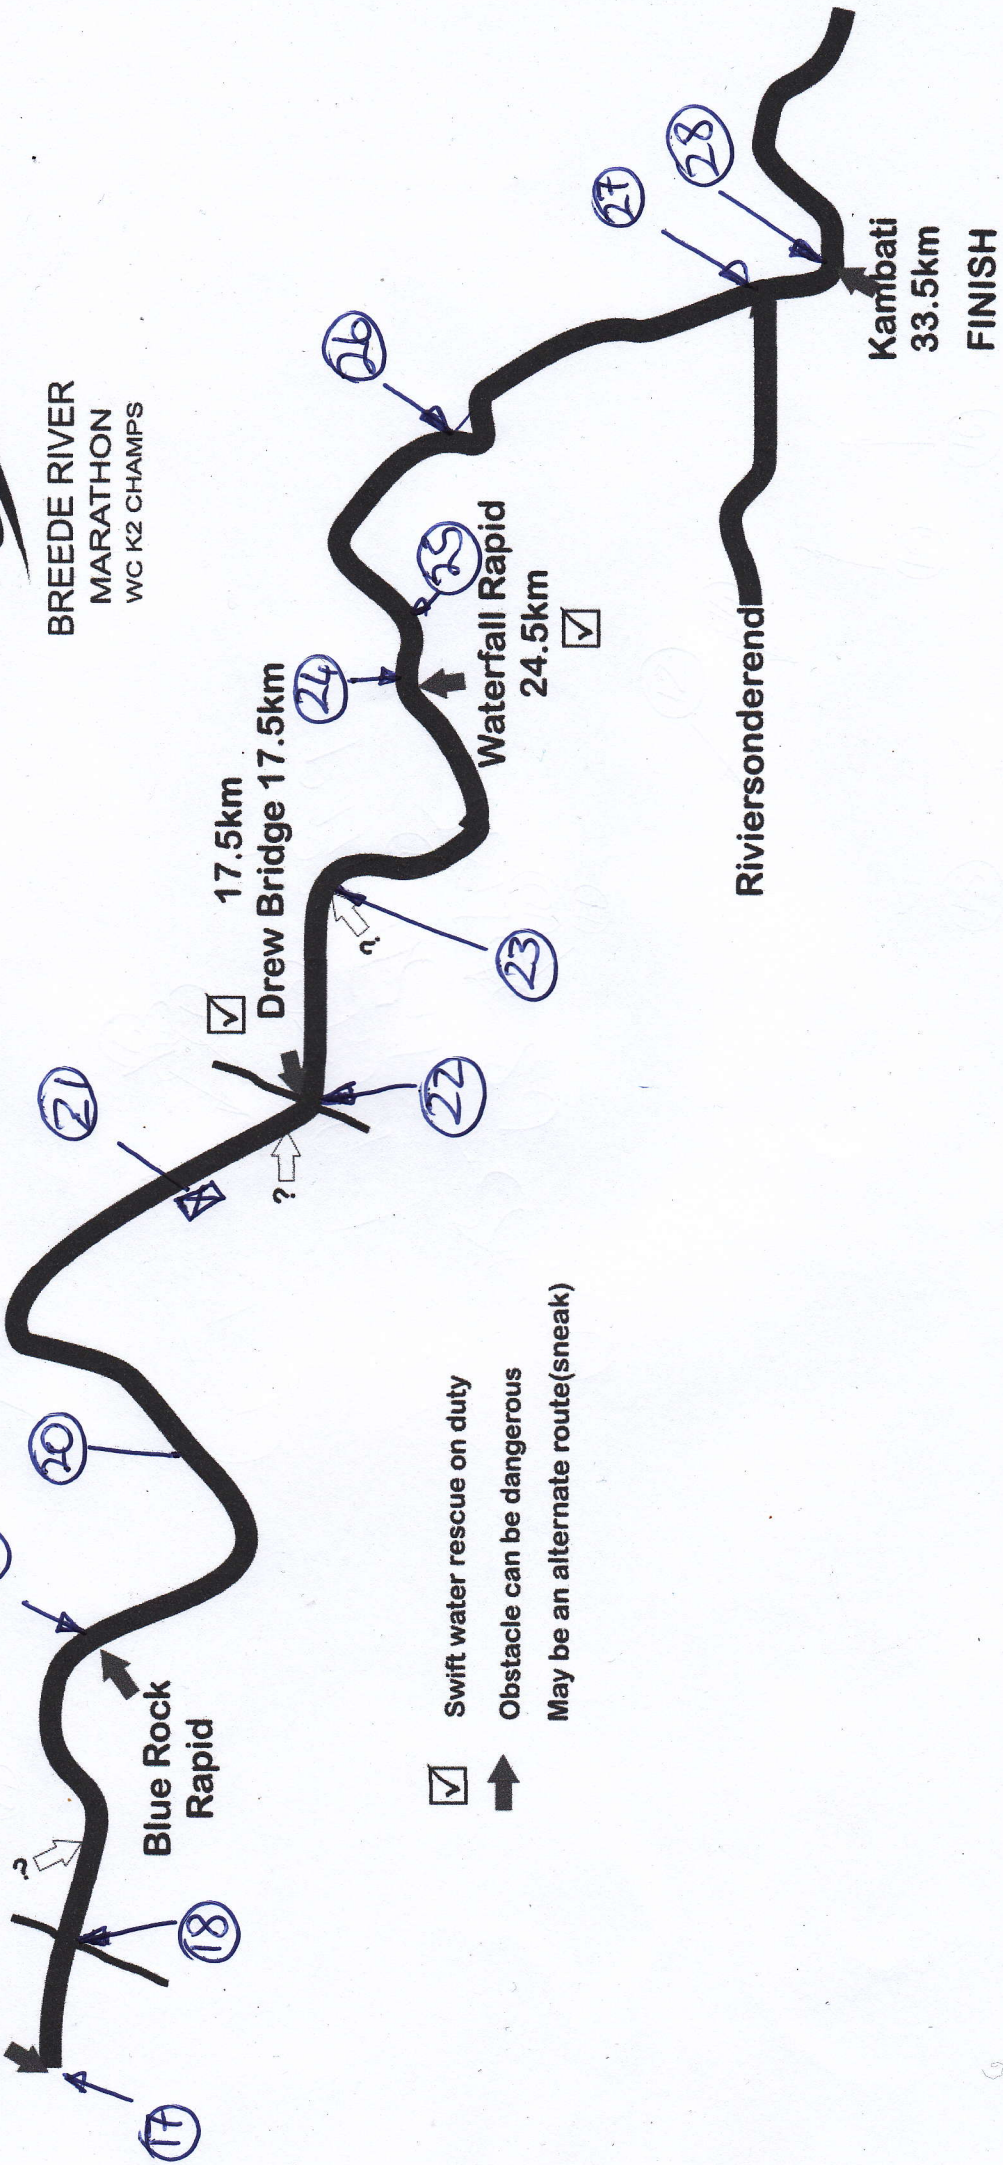 BREEDE RIVER
MARATHON
WC K2 CHAMPS
17
18
?
Blue Rock
Rapid
20
21
?
17.5km
Drew Bridge 17.5km
22
23
?
24
Waterfall Rapid
24.5km
25
26
27
28
Riviersonderend
Kambati
33.5km
FINISH
Swift water rescue on duty
Obstacle can be dangerous
May be an alternate route(sneak)